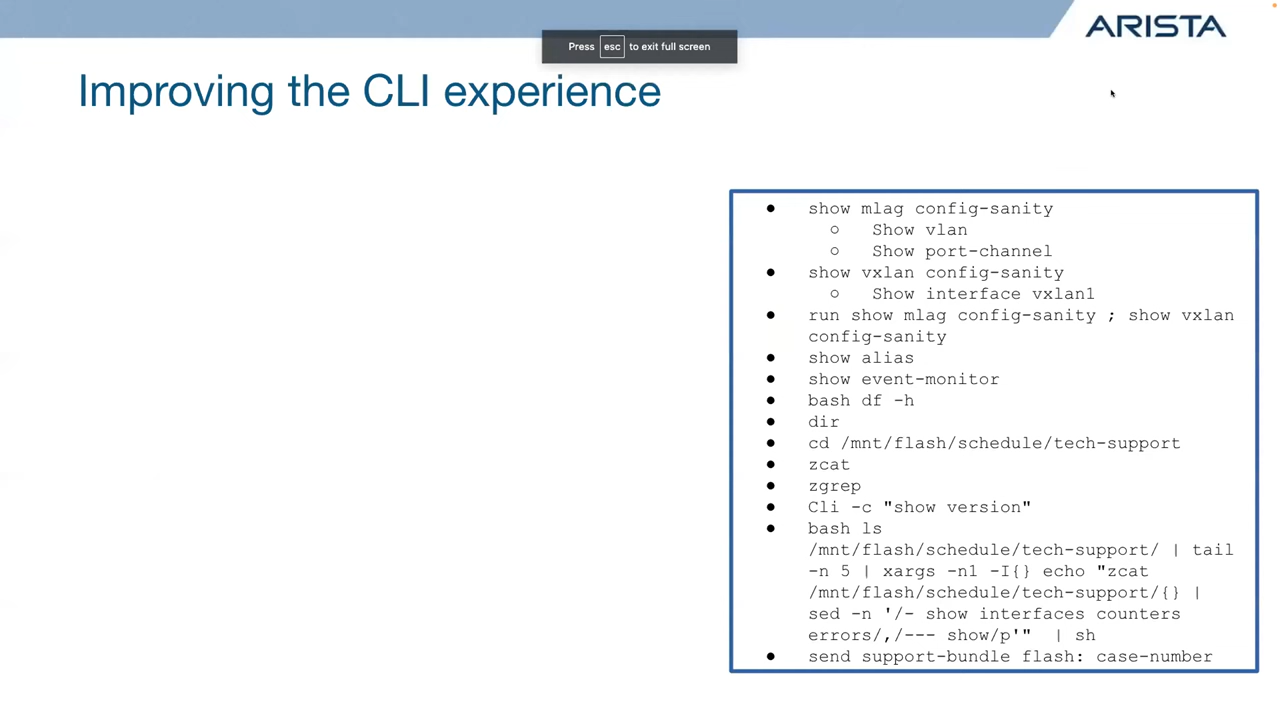 ARISTA
Press esc to exit full screen
Improving the CLI experience
● show mlag config-sanity
○ Show vlan
○ Show port-channel
● show vxlan config-sanity
○ Show interface vxlan1
● run show mlag config-sanity ; show vxlan
config-sanity
● show alias
● show event-monitor
● bash df -h
● dir
● cd /mnt/flash/schedule/tech-support
● zcat
● zgrep
● Cli -c "show version"
● bash ls
/mnt/flash/schedule/tech-support/ | tail
-n 5 | xargs -n1 -I{} echo "zcat
/mnt/flash/schedule/tech-support/{} |
sed -n '/- show interfaces counters
errors/,/--- show/p'" | sh
● send support-bundle flash: case-number